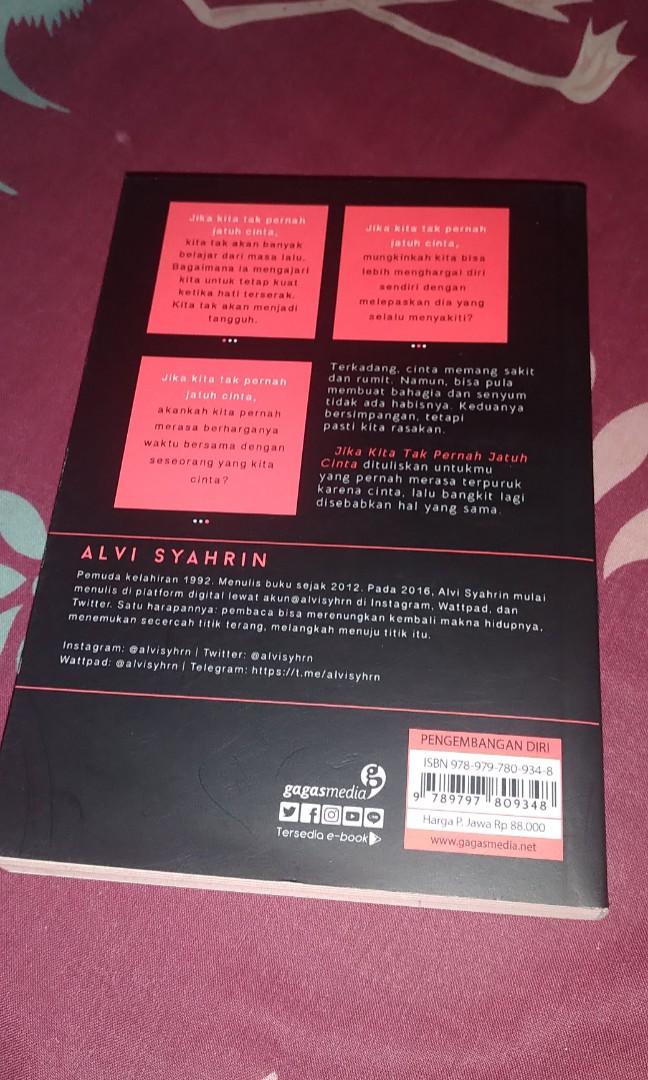 Jika kita tak pernah
jatuh cinta,
kita tak akan banyak
belajar dari masa lalu.
Bagaimana ia mengajari
kita untuk tetap kuat
ketika hati terserak.
Kita tak akan menjadi
tangguh.
Jika kita tak pernah
jatuh cinta,
mungkinkah kita bisa
lebih menghargai diri
sendiri dengan
melepaskan dia yang
selalu menyakiti?
Jika kita tak pernah
jatuh cinta,
akankah kita pernah
merasa berharganya
waktu bersama dengan
seseorang yang kita
cinta?
Terkadang, cinta memang sakit
dan rumit. Namun, bisa pula
membuat bahagia dan senyum
tidak ada habisnya. Keduanya
bersimpangan, tetapi
pasti kita rasakan.
Jika Kita Tak Pernah Jatuh
Cinta dituliskan untukmu
yang pernah merasa terpuruk
karena cinta, lalu bangkit lagi
disebabkan hal yang sama.
ALVI SYAHRIN
Pemuda kelahiran 1992. Menulis buku sejak 2012. Pada 2016, Alvi Syahrin mulai
menulis di platform digital lewat akun@alvisyhrn di Instagram, Wattpad, dan
Twitter. Satu harapannya: pembaca bisa merenungkan kembali makna hidupnya,
menemukan secercah titik terang, melangkah menuju titik itu.
Instagram: @alvisyhrn | Twitter: @alvisyhrn
Wattpad: @alvisyhrn | Telegram: https://t.me/alvisyhrn
gagasmedia
Tersedia e-book
PENGEMBANGAN DIRI
ISBN 978-979-780-934-8
9 789797 809348
Harga P. Jawa Rp 88.000
www.gagasmedia.net